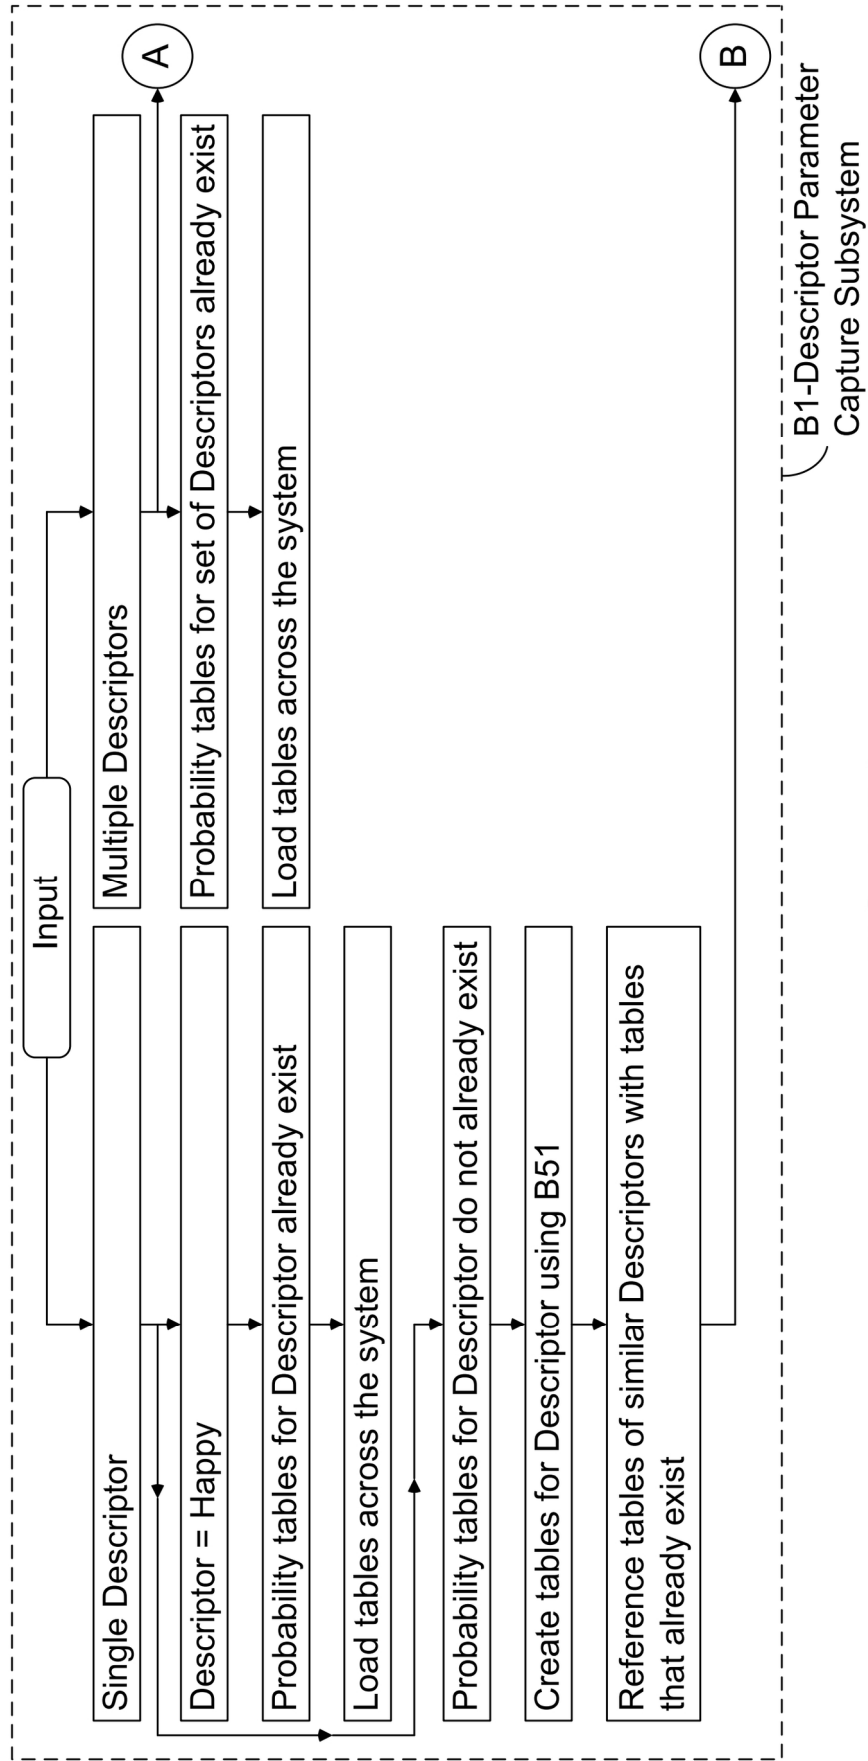 Input
Single Descriptor
Descriptor = Happy
Probability tables for Descriptor already exist
Load tables across the system
Probability tables for Descriptor do not already exist
Create tables for Descriptor using B51
Reference tables of similar Descriptors with tables
that already exist
Multiple Descriptors
Probability tables for set of Descriptors already exist
Load tables across the system
A
B
B1-Descriptor Parameter
Capture Subsystem